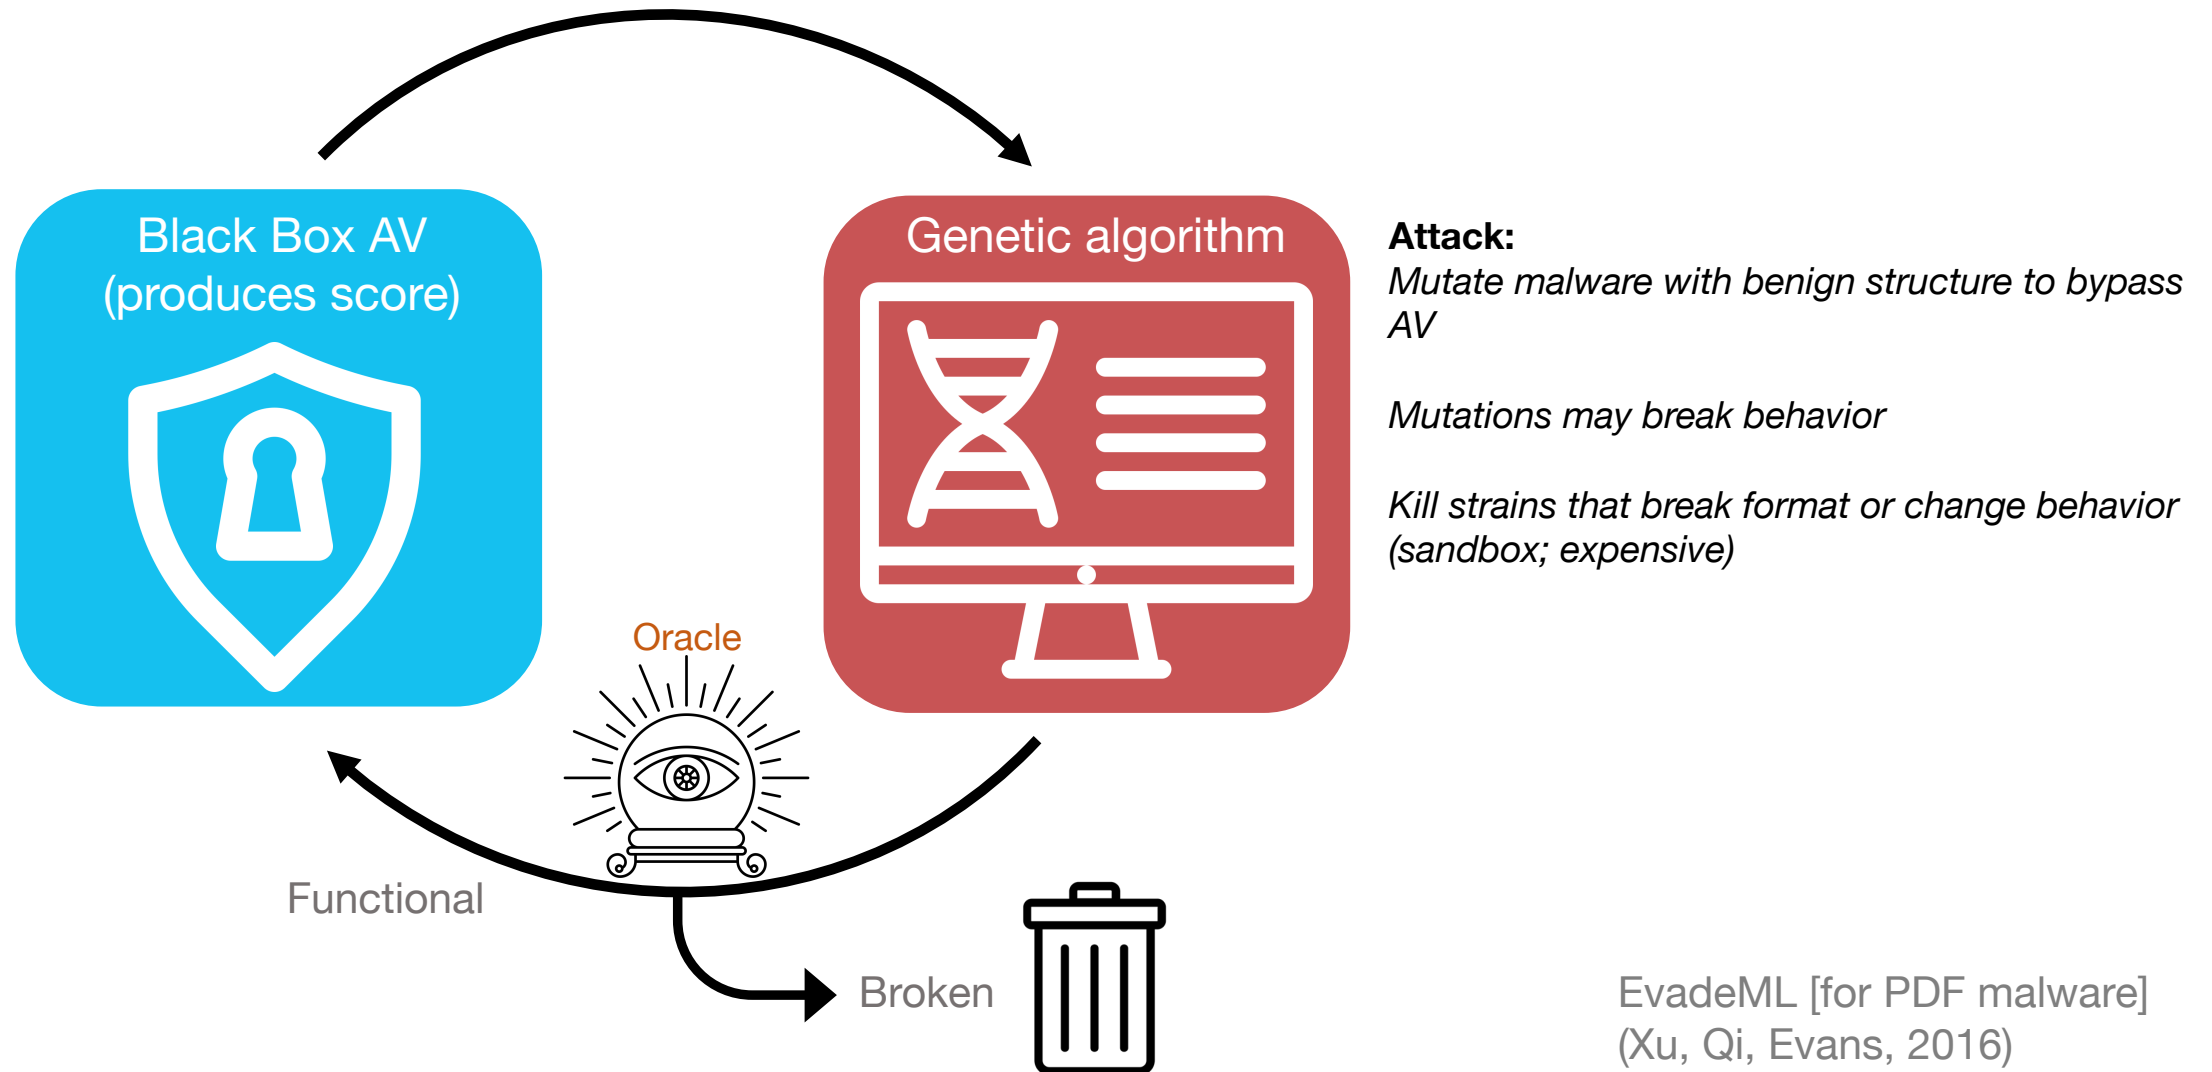 Black Box AV
(produces score)
Genetic algorithm
Attack:
Mutate malware with benign structure to bypass
AV
Mutations may break behavior
Kill strains that break format or change behavior
(sandbox; expensive)
Oracle
Functional
Broken
EvadeML [for PDF malware]
(Xu, Qi, Evans, 2016)